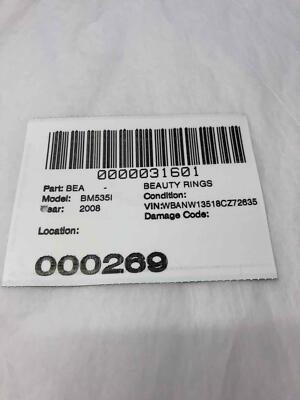 0000031601
Part: BEA - BEAUTY RINGS
Model: BM535I Condition:
Year: 2008 VIN:WBANW13518CZ72635
Damage Code:
Location:
000269